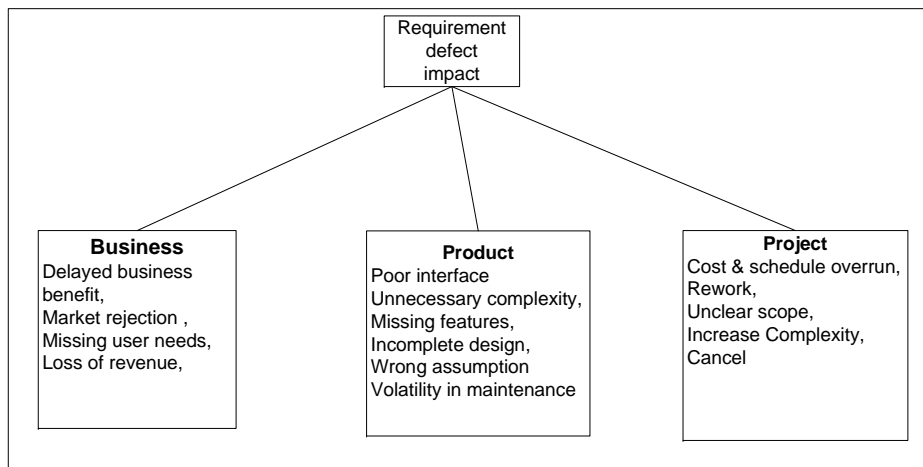 Requirement
defect
impact
Business
Delayed business
benefit,
Market rejection ,
Missing user needs,
Loss of revenue,
Product
Poor interface
Unnecessary complexity,
Missing features,
Incomplete design,
Wrong assumption
Volatility in maintenance
Project
Cost & schedule overrun,
Rework,
Unclear scope,
Increase Complexity,
Cancel